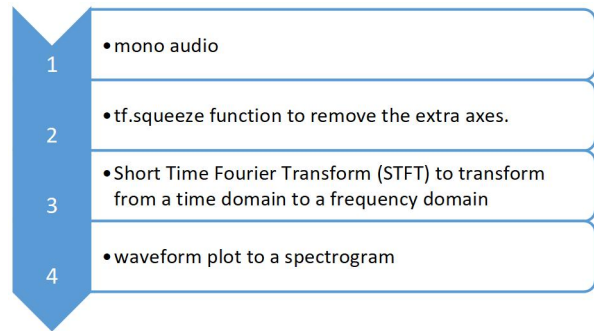 1
• mono audio
2
• tf.squeeze function to remove the extra axes.
3
• Short Time Fourier Transform (STFT) to transform
from a time domain to a frequency domain
4
• waveform plot to a spectrogram